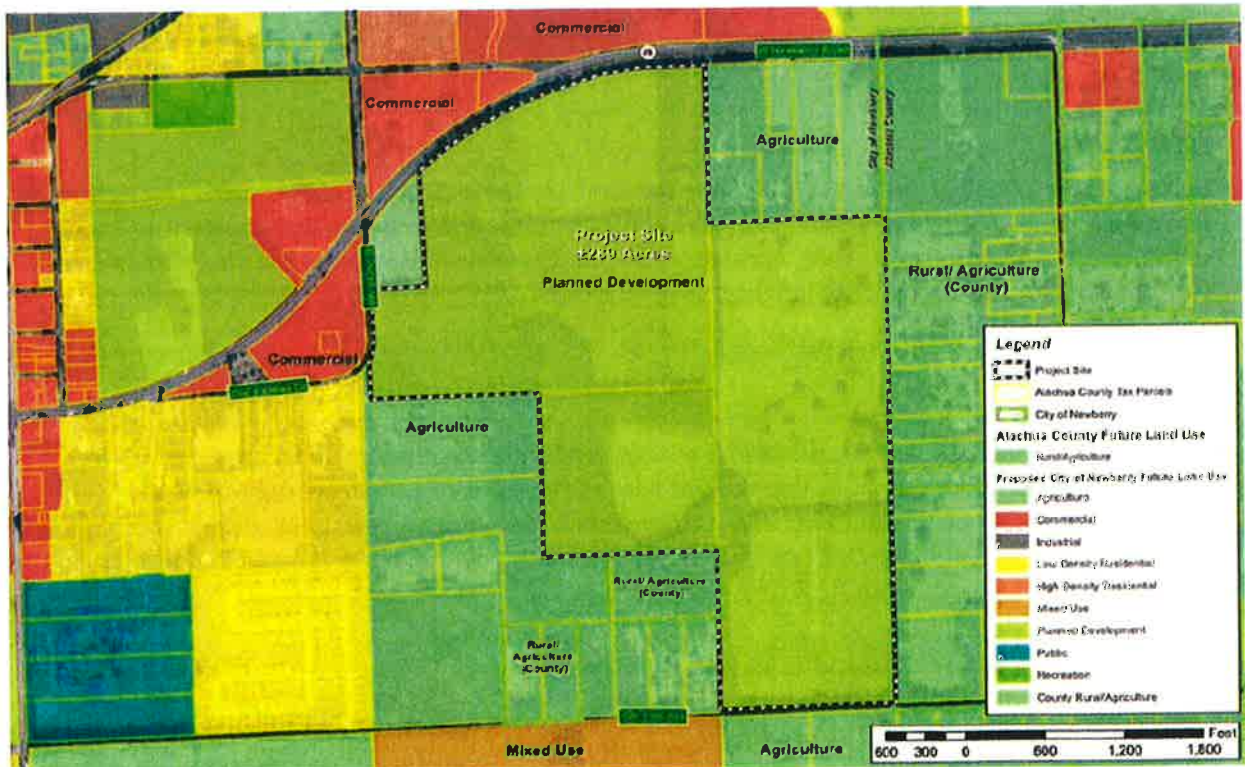 Commercial
Commercial
Agriculture
Project Site
±289 Acres
Planned Development
Rural/ Agriculture
(County)
Commercial
Agriculture
Rural/ Agriculture
(County)
Rural/
Agriculture
(County)
Mixed Use
Agriculture
Legend
Project Site
Alachua County Tax Parcels
City of Newberry
Alachua County Future Land Use
Rural/Agriculture
Proposed City of Newberry Future Land Use
Agriculture
Commercial
Industrial
Low Density Residential
High Density Residential
Mixed Use
Planned Development
Public
Recreation
County Rural/Agriculture
Feet
600 300 0 600 1,200 1,800